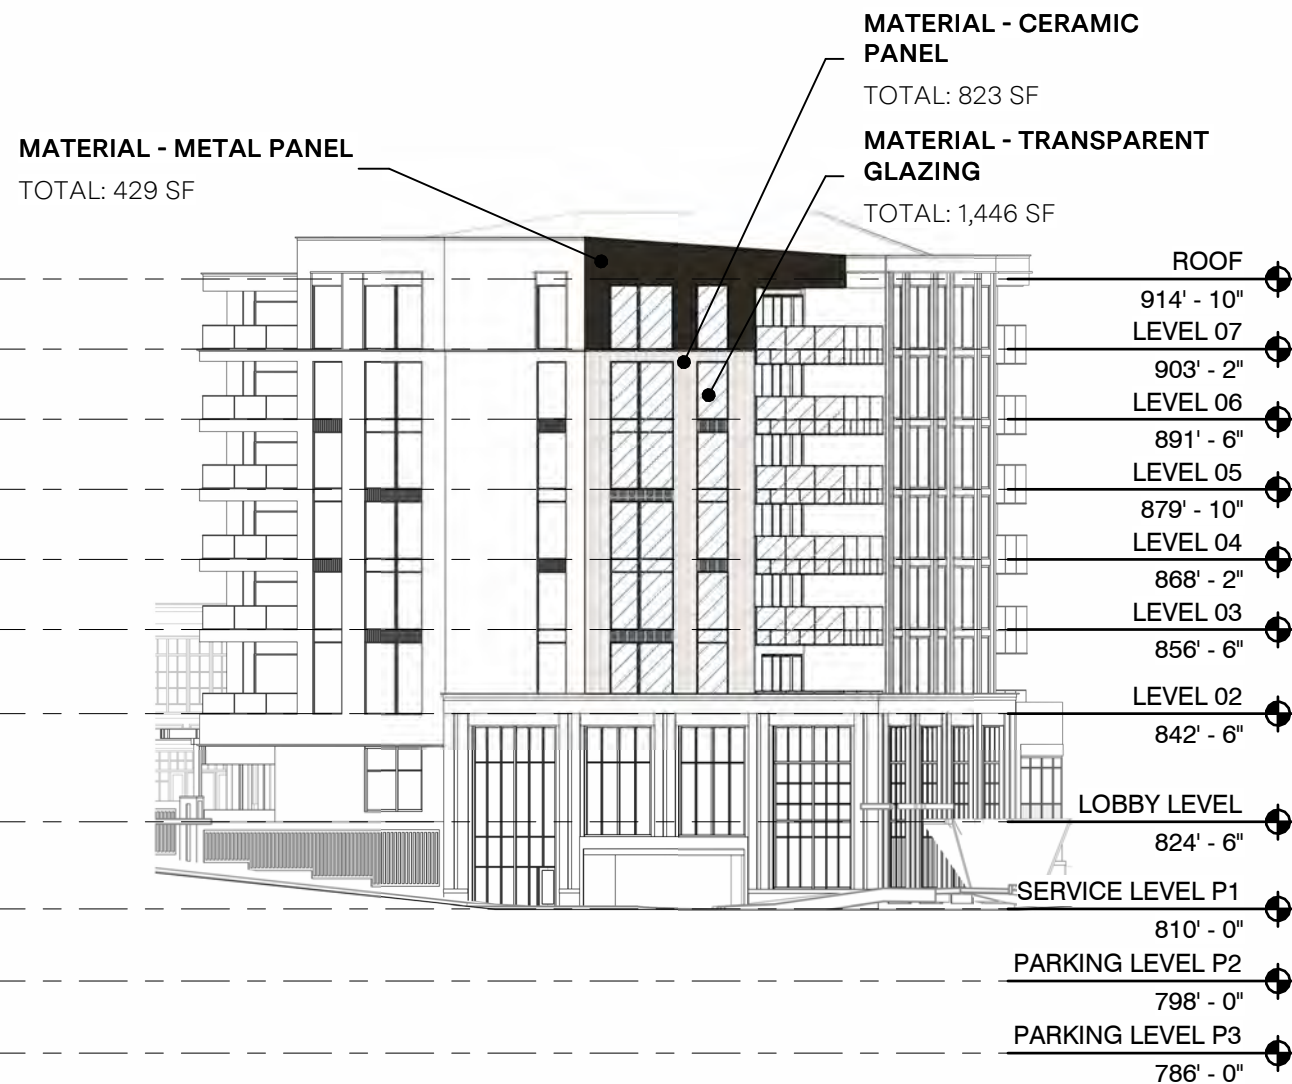 MATERIAL - CERAMIC
PANEL
TOTAL: 823 SF
MATERIAL - METAL PANEL
TOTAL: 429 SF
MATERIAL - TRANSPARENT
GLAZING
TOTAL: 1,446 SF
ROOF
914' - 10"
LEVEL 07
903' - 2"
LEVEL 06
891' - 6"
LEVEL 05
879' - 10"
LEVEL 04
868' - 2"
LEVEL 03
856' - 6"
LEVEL 02
842' - 6"
LOBBY LEVEL
824' - 6"
SERVICE LEVEL P1
810' - 0"
PARKING LEVEL P2
798' - 0"
PARKING LEVEL P3
786' - 0"